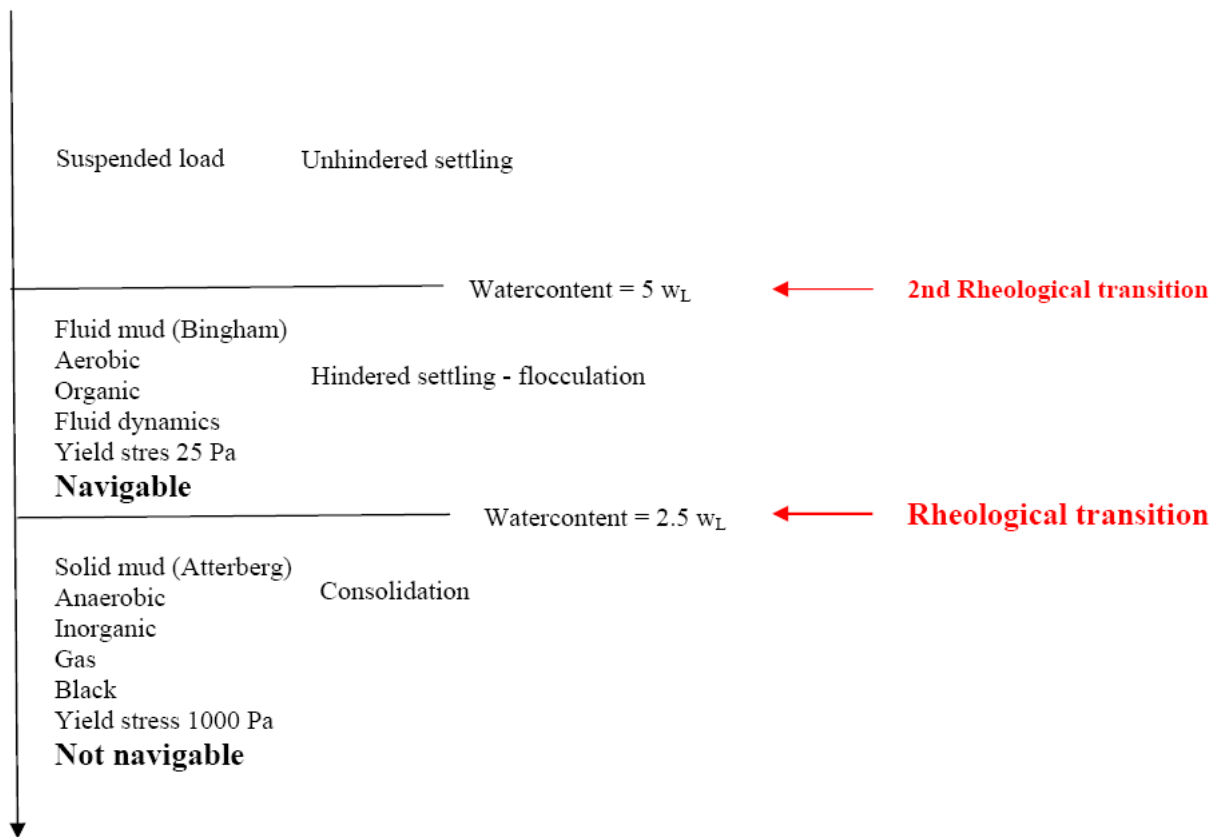 Suspended load Unhindered settling
Watercontent = 5 w_L 2nd Rheological transition
Fluid mud (Bingham)
Aerobic
Hindered settling - flocculation
Organic
Fluid dynamics
Yield stres 25 Pa
Navigable
Watercontent = 2.5 w_L Rheological transition
Solid mud (Atterberg)
Consolidation
Anaerobic
Inorganic
Gas
Black
Yield stress 1000 Pa
Not navigable